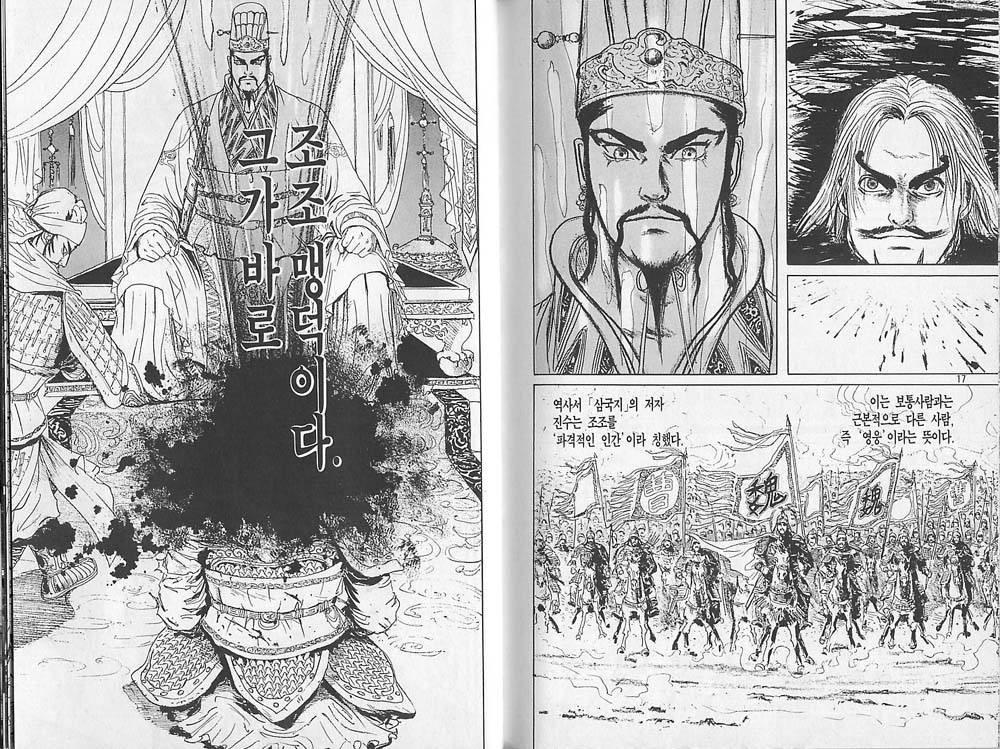 그가바로
조조맹덕이다.
17
역사서 「삼국지」의 저자
진수는 조조를
'파격적인 인간'이라 칭했다.
이는 보통사람과는
근본적으로 다른 사람,
즉 '영웅'이라는 뜻이다.
曹
魏
魏